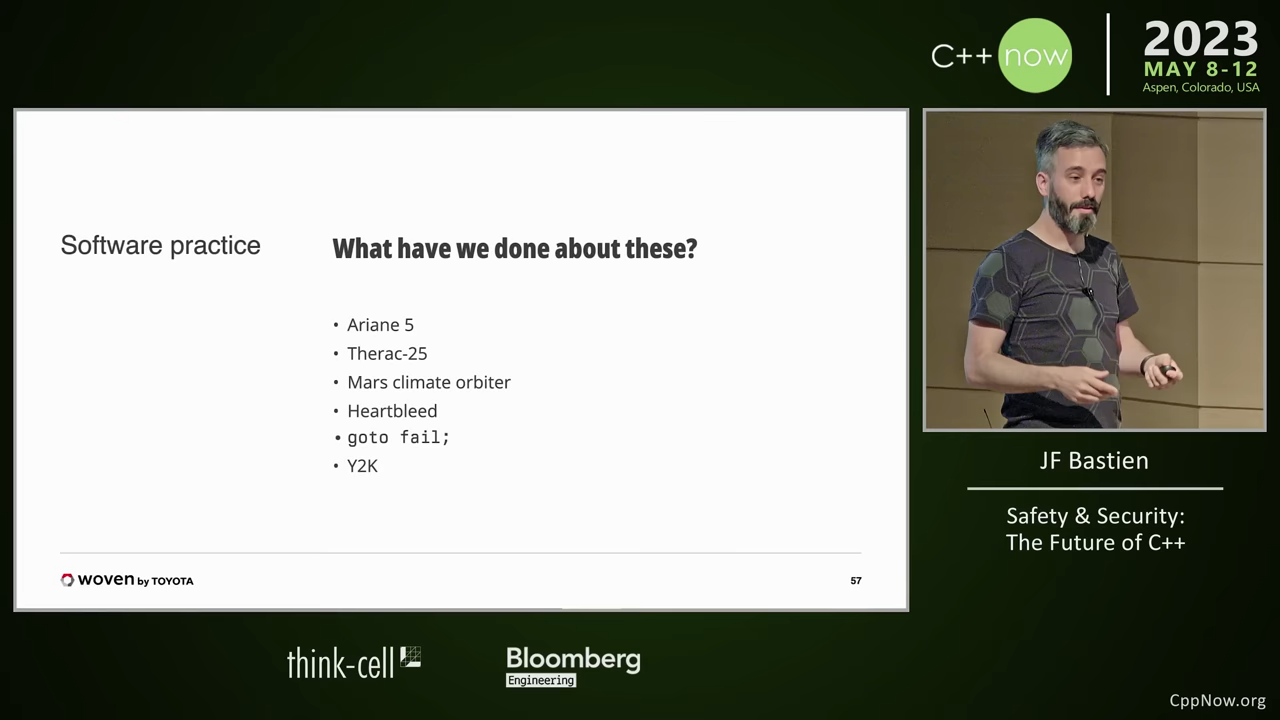 C++ now
2023
MAY 8-12
Aspen, Colorado, USA
Software practice
What have we done about these?
• Ariane 5
• Therac-25
• Mars climate orbiter
• Heartbleed
• goto fail;
• Y2K
woven by TOYOTA
57
JF Bastien
Safety & Security:
The Future of C++
think-cell
Bloomberg
Engineering
CppNow.org